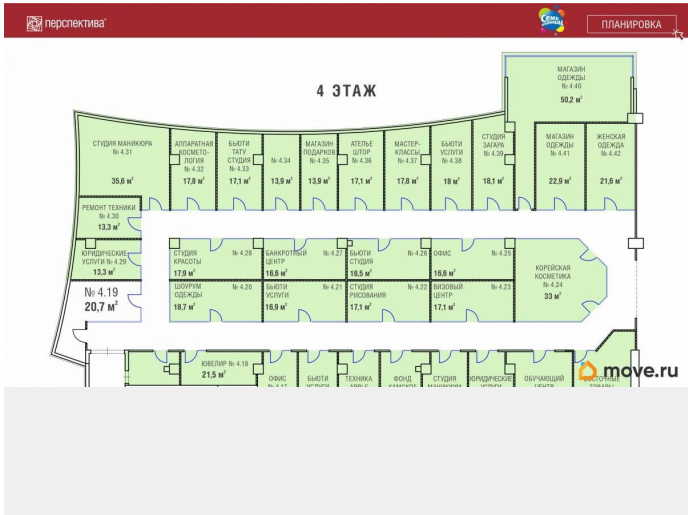 перспектива
Семь пятниц
ПЛАНИРОВКА
4 ЭТАЖ
МАГАЗИН
ОДЕЖДЫ
№ 4.40
50,2 м²
СТУДИЯ МАНИКЮРА
№ 4.31
35,6 м²
АППАРАТНАЯ
КОСМЕТО-
ЛОГИЯ
№ 4.32
17,8 м²
БЬЮТИ
ТАТУ
СТУДИЯ
№ 4.33
17,1 м²
№ 4.34
13,9 м²
МАГАЗИН
ПОДАРКОВ
№ 4.35
13,9 м²
АТЕЛЬЕ
ШТОР
№ 4.36
17,1 м²
МАСТЕР-
КЛАССЫ
№ 4.37
17,8 м²
БЬЮТИ
УСЛУГИ
№ 4.38
18 м²
СТУДИЯ
ЗАГАРА
№ 4.39
18,1 м²
МАГАЗИН
ОДЕЖДЫ
№ 4.41
22,9 м²
ЖЕНСКАЯ
ОДЕЖДА
№ 4.42
21,6 м²
РЕМОНТ ТЕХНИКИ
№ 4.30
13,3 м²
ЮРИДИЧЕСКИЕ
УСЛУГИ № 4.29
13,3 м²
№ 4.19
20,7 м²
СТУДИЯ № 4.28
КРАСОТЫ
17,9 м²
БАНКРОТНЫЙ № 4.27
ЦЕНТР
16,6 м²
БЬЮТИ № 4.26
СТУДИЯ
16,5 м²
ОФИС № 4.25
16,6 м²
КОРЕЙСКАЯ
КОСМЕТИКА
№ 4.24
33 м²
ШОУРУМ № 4.20
ОДЕЖДЫ
18,7 м²
БЬЮТИ № 4.21
УСЛУГИ
16,9 м²
СТУДИЯ № 4.22
РИСОВАНИЯ
17,1 м²
ВИЗОВЫЙ № 4.23
ЦЕНТР
17,1 м²
ЮВЕЛИР № 4.18
21,5 м²
ОФИС
№ 4.17
БЬЮТИ
УСЛУГИ
ТЕХНИКА
APPLE
ФОНД
КАМСКОЕ
СТУДИЯ
МАНИКЮРА
ЮРИДИЧЕСКИЕ
УСЛУГИ
ОБУЧАЮЩИЙ
ЦЕНТР
ВОСТОЧНЫЕ
ТОВАРЫ
move.ru